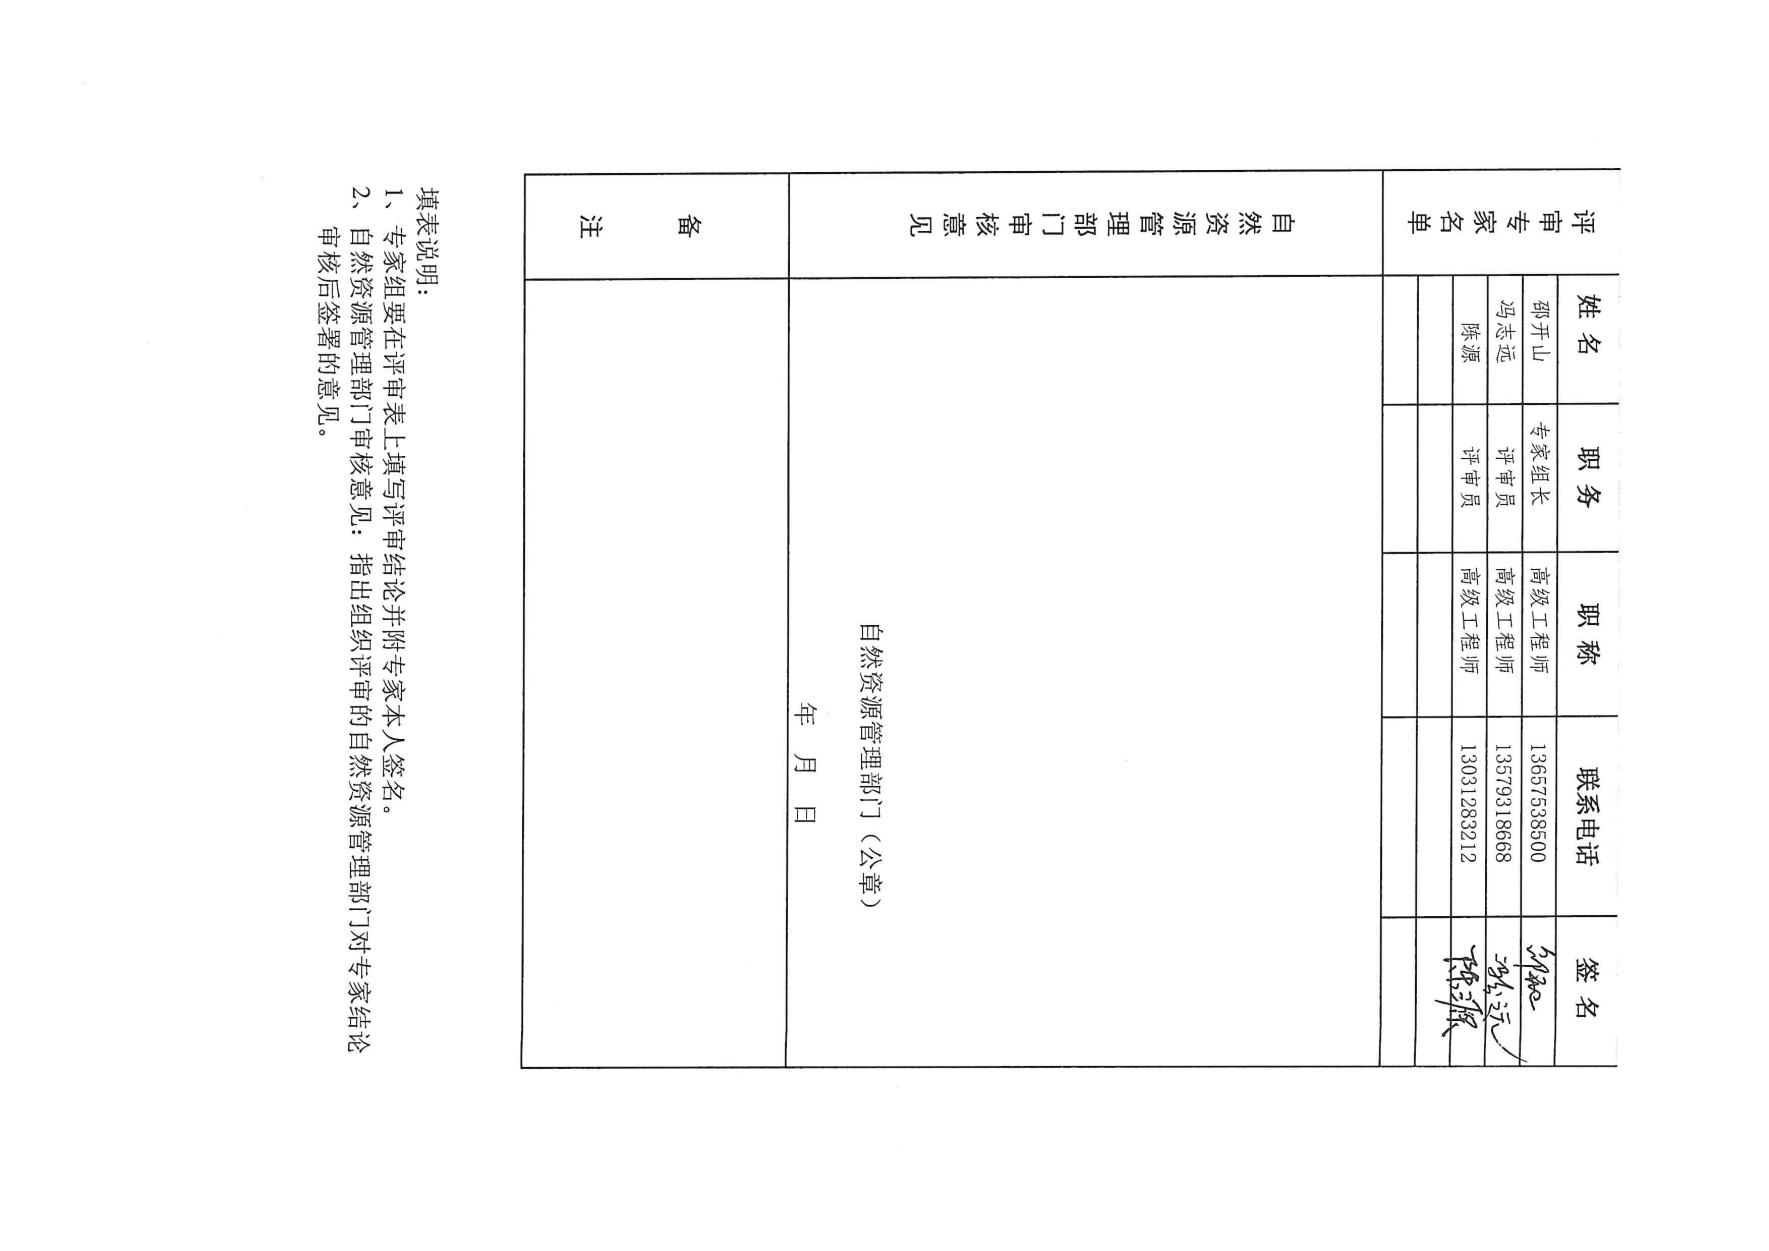 评审专家名单
姓名 职务 职称 联系电话 签名
邵开山 专家组长 高级工程师 13657538500
冯志远 评审员 高级工程师 13579318668 冯志远
陈源 评审员 高级工程师 13031283212 陈源
自然资源管理部门审核意见
自然资源管理部门（公章）
年 月 日
备注
填表说明：
1、专家组要在评审表上填写评审结论并附专家本人签名。
2、自然资源管理部门审核意见：指出组织评审的自然资源管理部门对专家结论
审核后签署的意见。